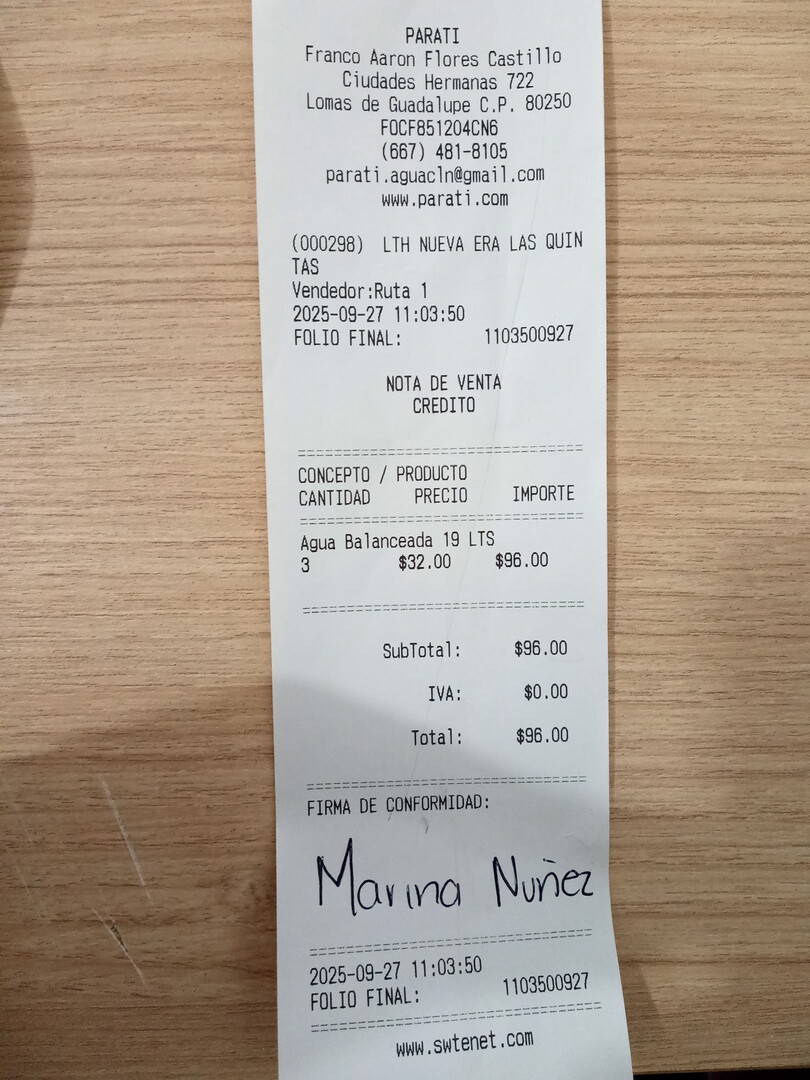 PARATI
Franco Aaron Flores Castillo
Ciudades Hermanas 722
Lomas de Guadalupe C.P. 80250
FOCF851204CN6
(667) 481-8105
parati.aguacln@gmail.com
www.parati.com
(000298) LTH NUEVA ERA LAS QUIN
TAS
Vendedor:Ruta 1
2025-09-27 11:03:50
FOLIO FINAL: 1103500927
NOTA DE VENTA
CREDITO
CONCEPTO / PRODUCTO
CANTIDAD PRECIO IMPORTE
Agua Balanceada 19 LTS
3 $32.00 $96.00
SubTotal: $96.00
IVA: $0.00
Total: $96.00
FIRMA DE CONFORMIDAD:
Marina Nuñez
2025-09-27 11:03:50
FOLIO FINAL: 1103500927
www.swtenet.com